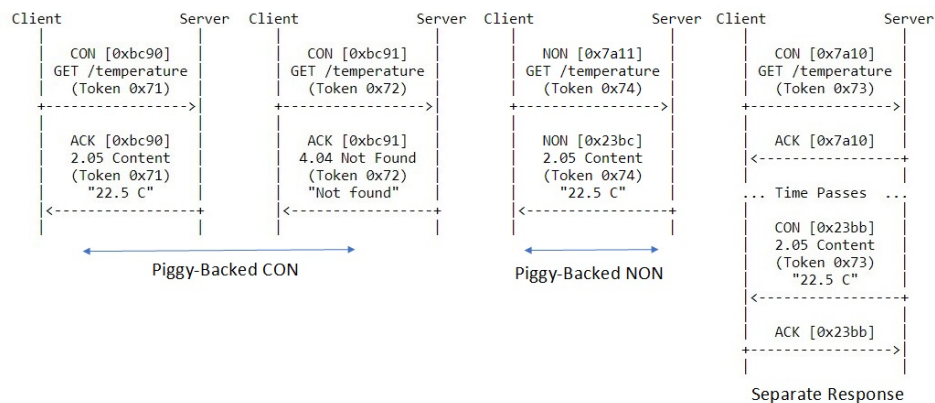 Client Server Client Server Client Server Client Server
CON [0xbc90] CON [0xbc91] NON [0x7a11] CON [0x7a10]
GET /temperature GET /temperature GET /temperature GET /temperature
(Token 0x71) (Token 0x72) (Token 0x74) (Token 0x73)
ACK [0xbc90] ACK [0xbc91] NON [0x23bc] ACK [0x7a10]
2.05 Content 4.04 Not Found 2.05 Content
(Token 0x71) (Token 0x72) (Token 0x74)
"22.5 C" "Not found" "22.5 C" ... Time Passes ...
CON [0x23bb]
2.05 Content
(Token 0x73)
"22.5 C"
Piggy-Backed CON Piggy-Backed NON
ACK [0x23bb]
Separate Response